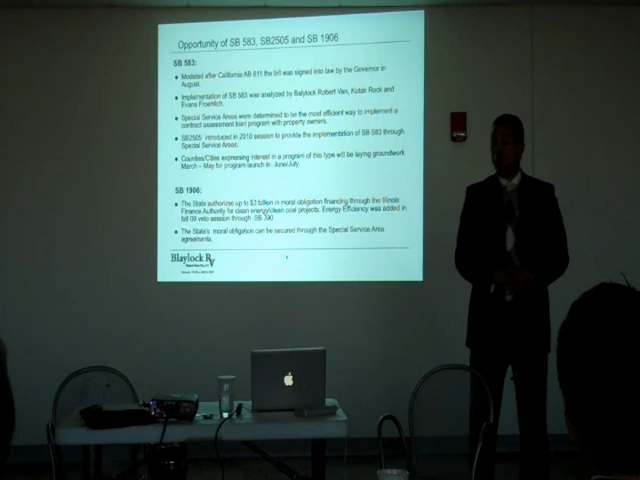 Opportunity of SB 583, SB2505 and SB 1906
SB 583:
Modeled after California AB 811 the bill was signed into law by the Governor in
August.
Implementation of SB 583 was analyzed by Balylock Robert Van, Kutak Rock and
Evans Froehlich.
Special Service Areas were determined to be the most efficient way to implement a
contract assessment loan program with property owners.
SB2505 introduced in 2010 session to provide the implementation of SB 583 through
Special Service Areas.
Counties/Cities expressing interest in a program of this type will be laying groundwork
March – May for program launch in June/July.
SB 1906:
The State authorizes up to $3 billion in moral obligation financing through the Illinois
Finance Authority for clean energy/clean coal projects. Energy Efficiency was added in
fall 09 veto session through SB 390
The State's moral obligation can be secured through the Special Service Area
agreements.
Blaylock RV